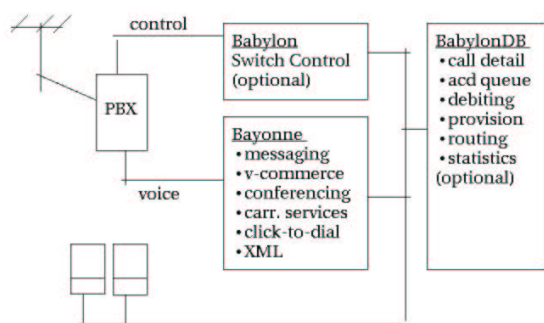 control
PBX
voice
Babylon
Switch Control
(optional)
Bayonne
• messaging
• v-commerce
• conferencing
• carr. services
• click-to-dial
• XML
BabylonDB
• call detail
• acd queue
• debiting
• provision
• routing
• statistics
(optional)